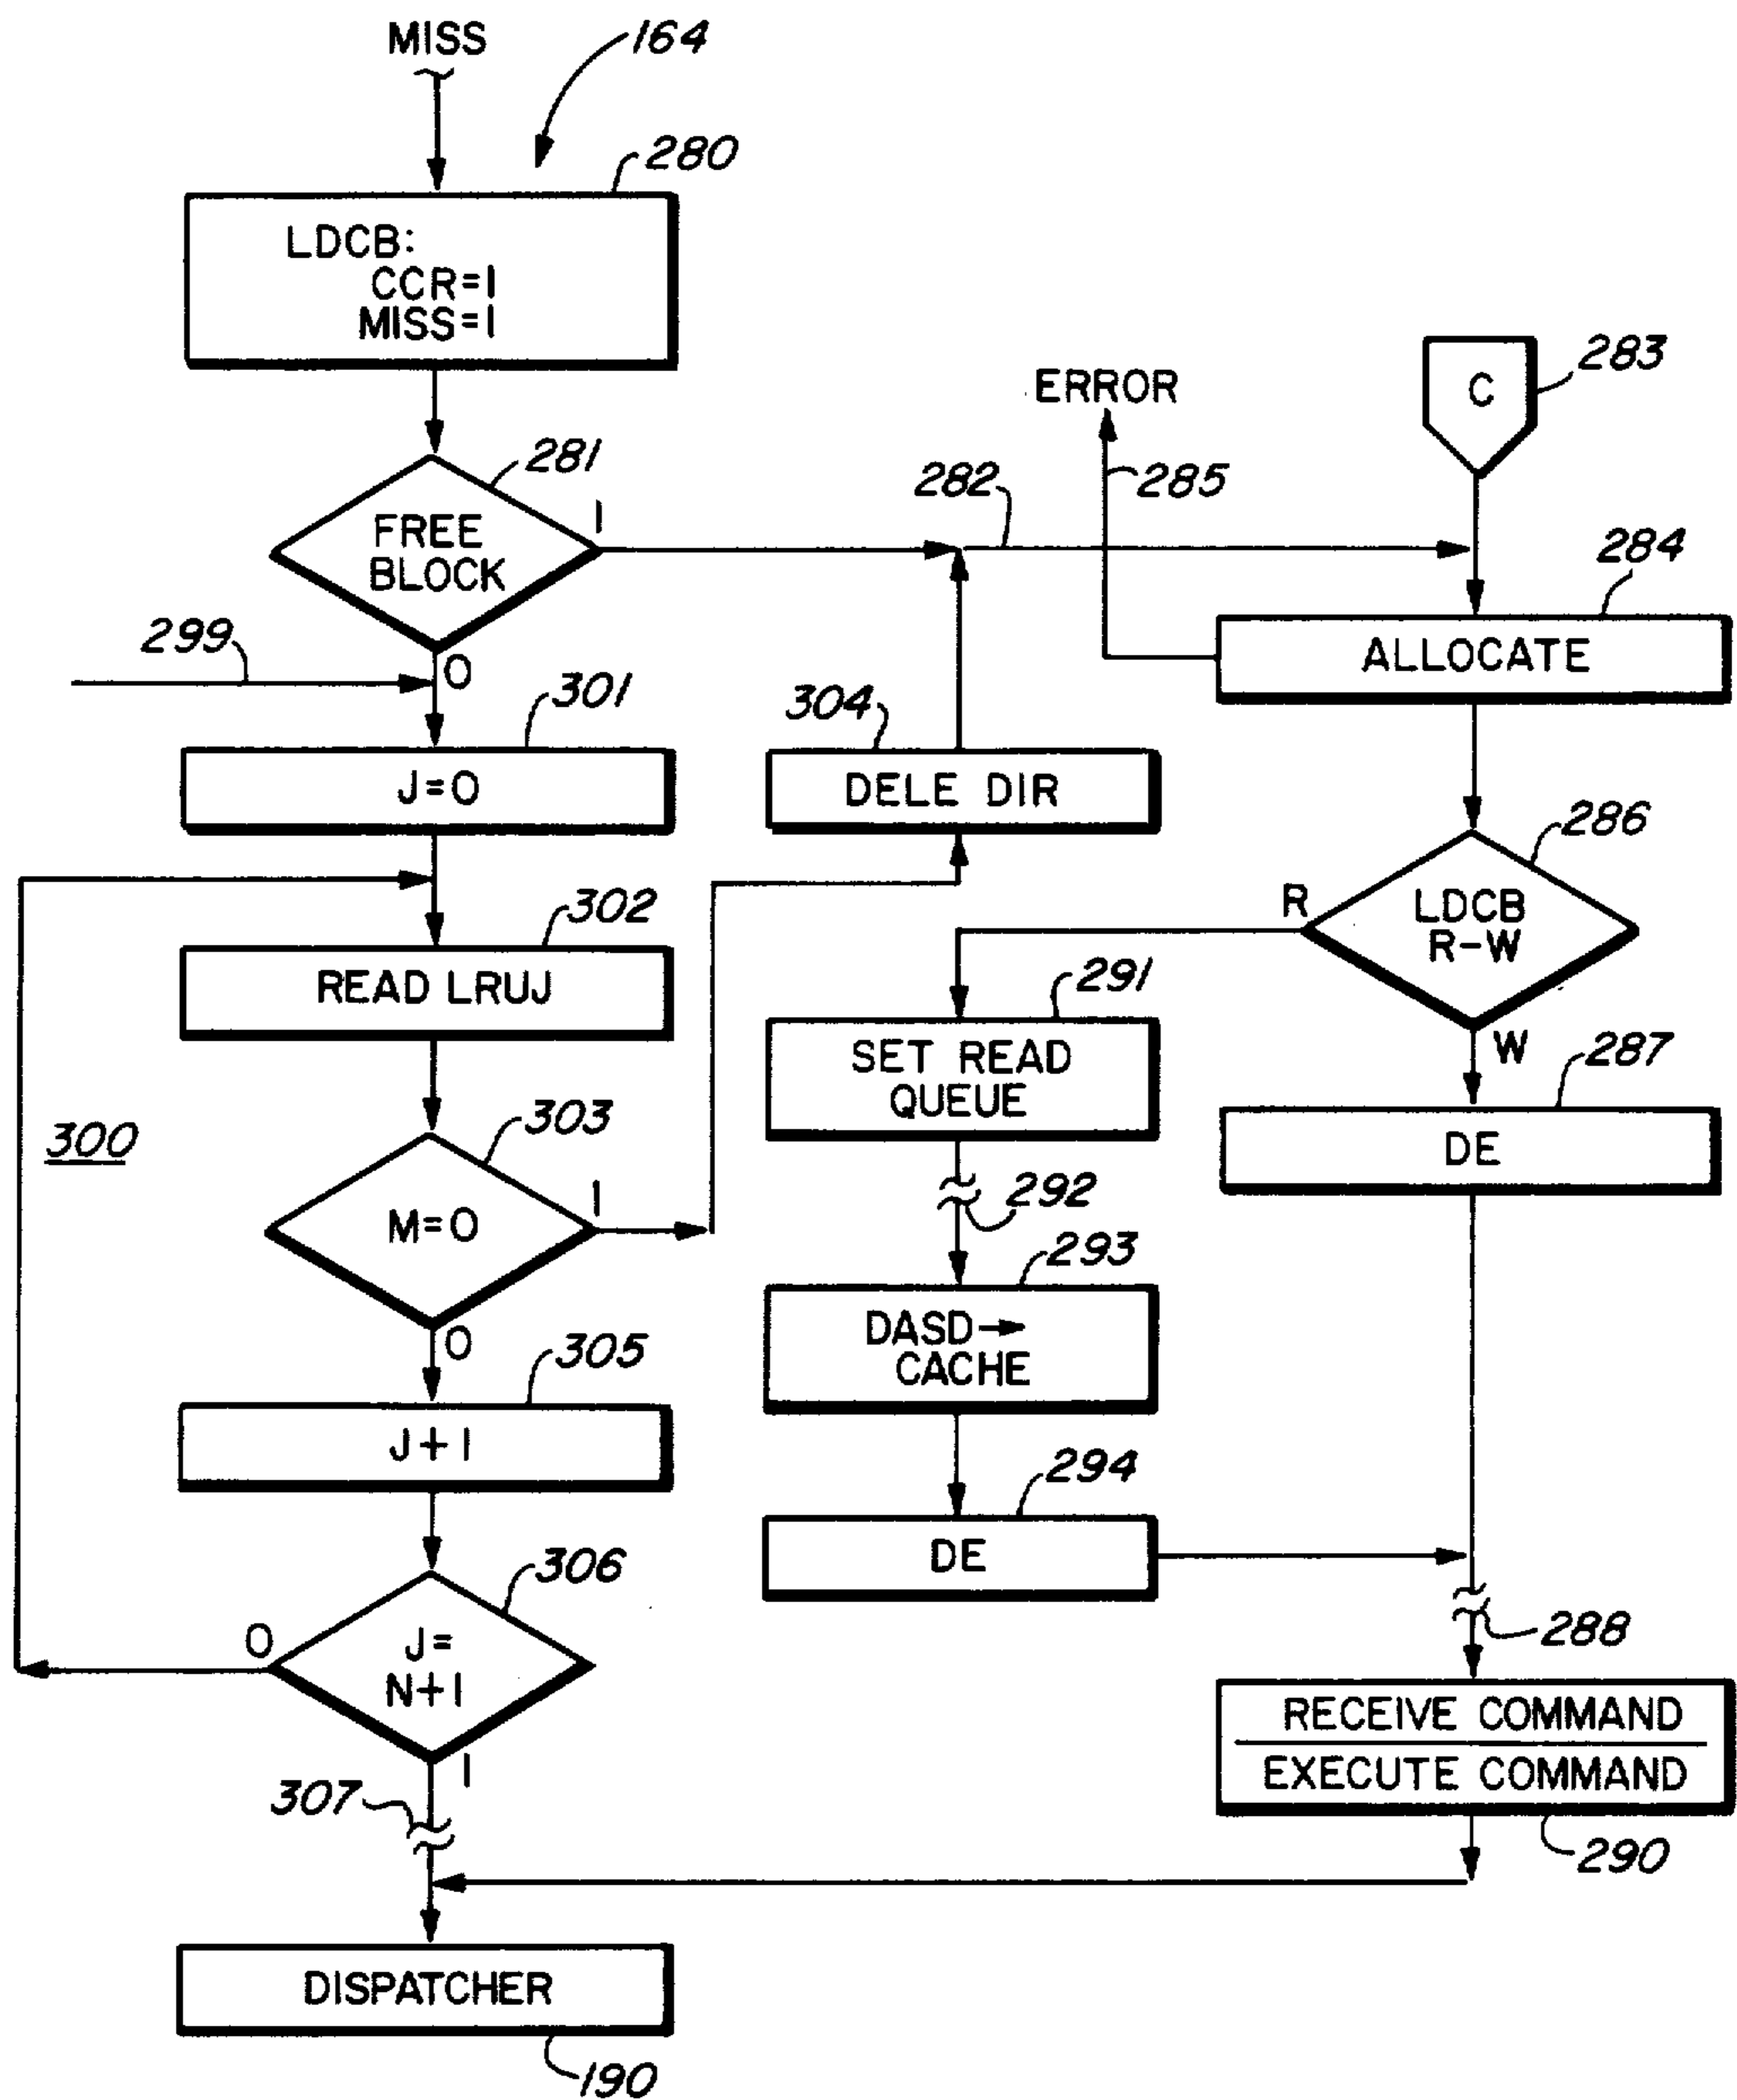 MISS
164
280
LDCB:
CCR=1
MISS=1
283
C
ERROR
281
282
285
FREE
BLOCK
1
284
ALLOCATE
299
0
301
304
J=0
DELE DIR
286
302
R
LDCB
R-W
READ LRUJ
291
W
287
SET READ
QUEUE
300
303
DE
292
M=0
1
293
0
DASD→
CACHE
305
J+1
294
DE
306
0
J=
N+1
288
1
RECEIVE COMMAND
EXECUTE COMMAND
307
290
DISPATCHER
190